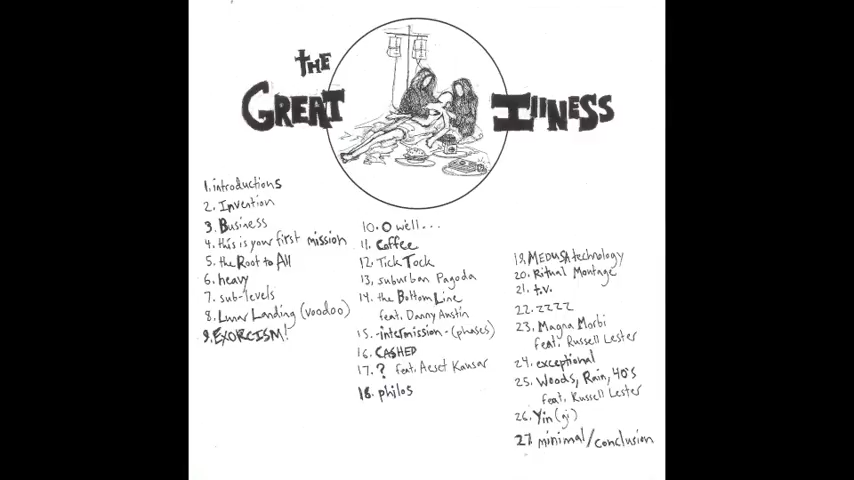 THE
GREAT IllNESS
1. introductions
2. Invention
3. Business
4. this is your first mission
5. the Root to All
6. heavy
7. sub-levels
8. Lunar Landing (voodoo)
9. EXORCISM!
10. O well...
11. Coffee
12. Tick Tock
13. suburban Pagoda
14. the Bottom Line
feat. Danny Austin
15. -intermission- (phases)
16. CASHED
17. ? feat. Aeset Kansar
18. philos
19. MEDUSA technology
20. Ritual Montage
21. t.v.
22. zzzz
23. Magna Morbi
feat. Russell Lester
24. exceptional
25. Woods, Rain, 40's
feat. Russell Lester
26. Yin (gi)
27. minimal/conclusion